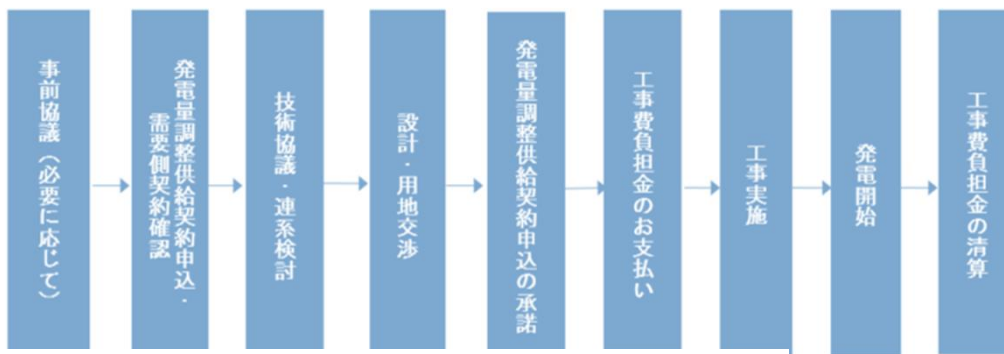 事前協議（必要に応じて）
発電量調整供給契約申込・
需要側契約確認
技術協議・連系検討
設計・用地交渉
発電量調整供給契約申込の承諾
工事費負担金のお支払い
工事実施
発電開始
工事費負担金の清算